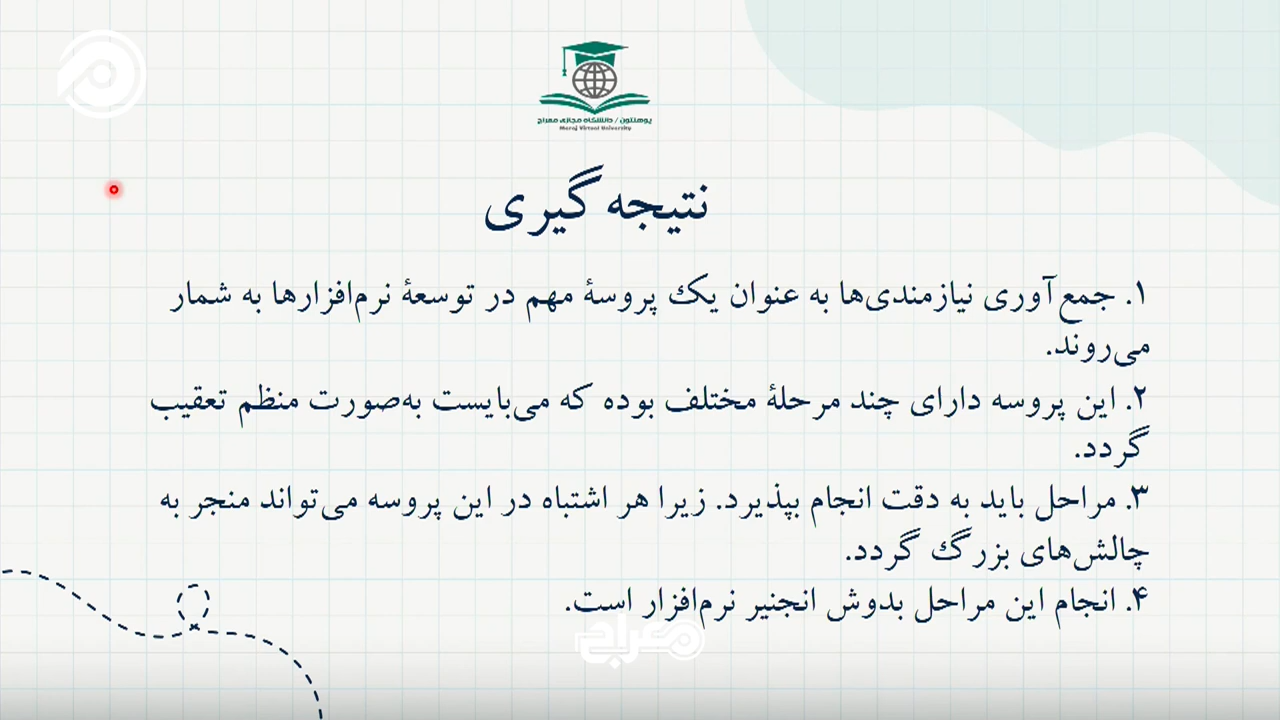 پوهنتون / دانشگاه مجازی معراج
Meraj Virtual University
نتیجه‌گیری
۱. جمع‌آوری نیازمندی‌ها به عنوان یک پروسهٔ مهم در توسعهٔ نرم‌افزارها به شمار
می‌روند.
۲. این پروسه دارای چند مرحلهٔ مختلف بوده که می‌بایست به‌صورت منظم تعقیب
گردد.
۳. مراحل باید به دقت انجام بپذیرد. زیرا هر اشتباه در این پروسه می‌تواند منجر به
چالش‌های بزرگ گردد.
۴. انجام این مراحل بدوش انجنیر نرم‌افزار است.
معراج